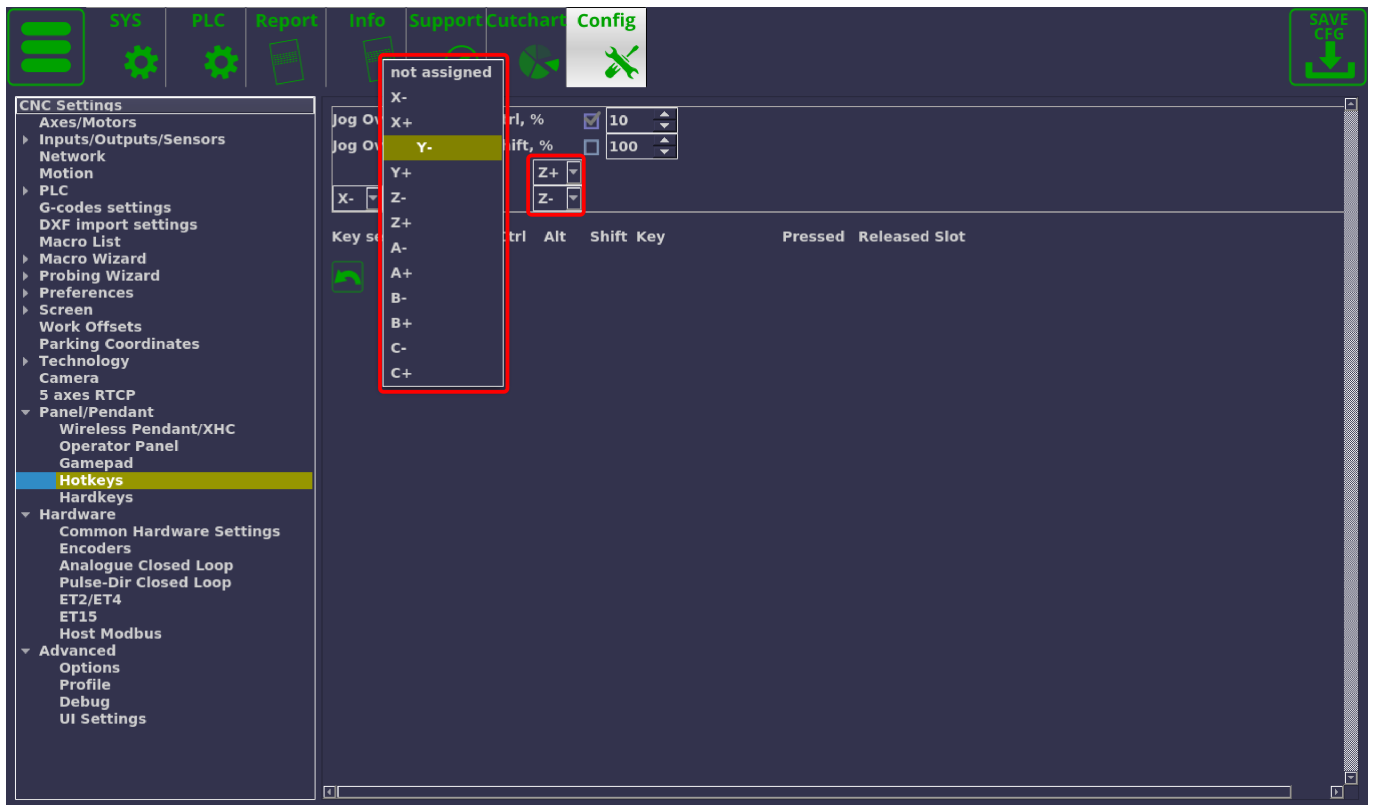 SYS PLC Report Info Support Cutchart Config SAVE CFG
CNC Settings
Axes/Motors
Inputs/Outputs/Sensors
Network
Motion
PLC
G-codes settings
DXF import settings
Macro List
Macro Wizard
Probing Wizard
Preferences
Screen
Work Offsets
Parking Coordinates
Technology
Camera
5 axes RTCP
Panel/Pendant
Wireless Pendant/XHC
Operator Panel
Gamepad
Hotkeys
Hardkeys
Hardware
Common Hardware Settings
Encoders
Analogue Closed Loop
Pulse-Dir Closed Loop
ET2/ET4
ET15
Host Modbus
Advanced
Options
Profile
Debug
UI Settings
not assigned
X-
X+
Y-
Y+
Z-
Z+
A-
A+
B-
B+
C-
C+
Jog Ov trl, % 10
Jog Ov hift, % 100
Z+
X- Z-
Key se Ctrl Alt Shift Key Pressed Released Slot